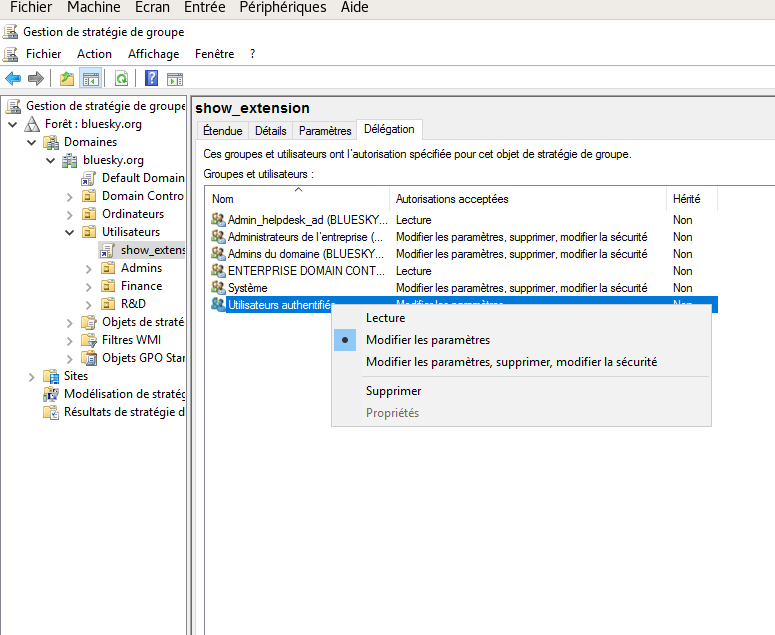 Fichier Machine Ecran Entrée Périphériques Aide
Gestion de stratégie de groupe
Fichier Action Affichage Fenêtre ?
Gestion de stratégie de groupe
Forêt : bluesky.org
Domaines
bluesky.org
Default Domain
Domain Contro
Ordinateurs
Utilisateurs
show_extens
Admins
Finance
R&D
Objets de straté
Filtres WMI
Objets GPO Star
Sites
Modélisation de stratég
Résultats de stratégie d
show_extension
Étendue Détails Paramètres Délégation
Ces groupes et utilisateurs ont l'autorisation spécifiée pour cet objet de stratégie de groupe.
Groupes et utilisateurs :
Nom Autorisations acceptées Hérité
Admin_helpdesk_ad (BLUESKY... Lecture Non
Administrateurs de l'entreprise (... Modifier les paramètres, supprimer, modifier la sécurité Non
Admins du domaine (BLUESKY... Modifier les paramètres, supprimer, modifier la sécurité Non
ENTERPRISE DOMAIN CONT... Lecture Non
Système Modifier les paramètres, supprimer, modifier la sécurité Non
Utilisateurs authentifiés Modifier les paramètres Non
Lecture
Modifier les paramètres
Modifier les paramètres, supprimer, modifier la sécurité
Supprimer
Propriétés